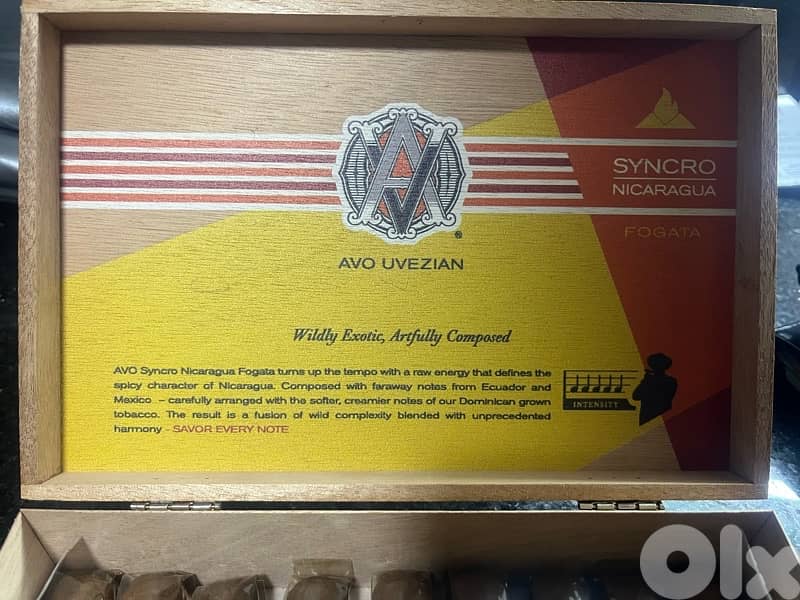 AVO
SYNCRO
NICARAGUA
FOGATA
AVO UVEZIAN
Wildly Exotic, Artfully Composed
AVO Syncro Nicaragua Fogata turns up the tempo with a raw energy that defines the
spicy character of Nicaragua. Composed with faraway notes from Ecuador and
Mexico – carefully arranged with the softer, creamier notes of our Dominican grown
tobacco. The result is a fusion of wild complexity blended with unprecedented
harmony - SAVOR EVERY NOTE
INTENSITY
Olx